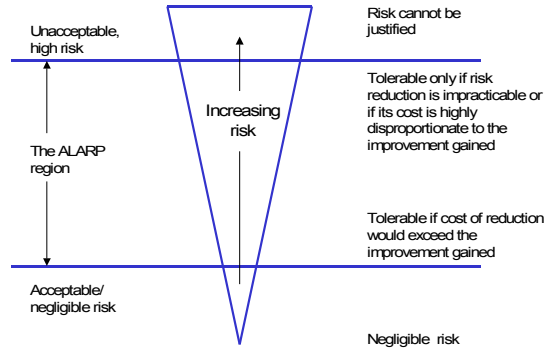 Unacceptable,
high risk
Risk cannot be
justified
Increasing
risk
Tolerable only if risk
reduction is impracticable or
if its cost is highly
disproportionate to the
improvement gained
The ALARP
region
Tolerable if cost of reduction
would exceed the
improvement gained
Acceptable/
negligible risk
Negligible risk